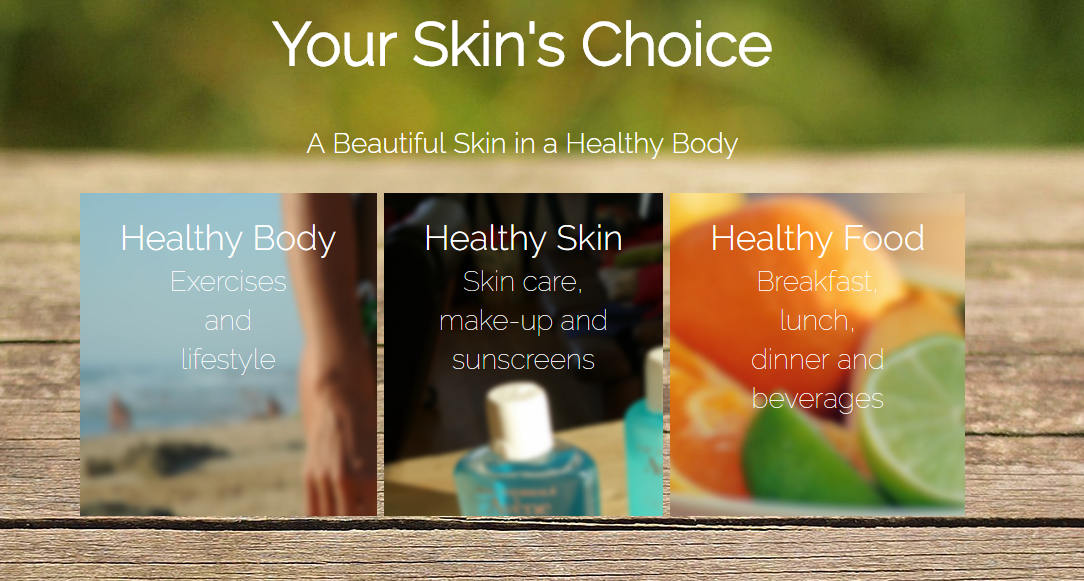 Your Skin's Choice
A Beautiful Skin in a Healthy Body
Healthy Body
Exercises
and
lifestyle
Healthy Skin
Skin care,
make-up and
sunscreens
Healthy Food
Breakfast,
lunch,
dinner and
beverages